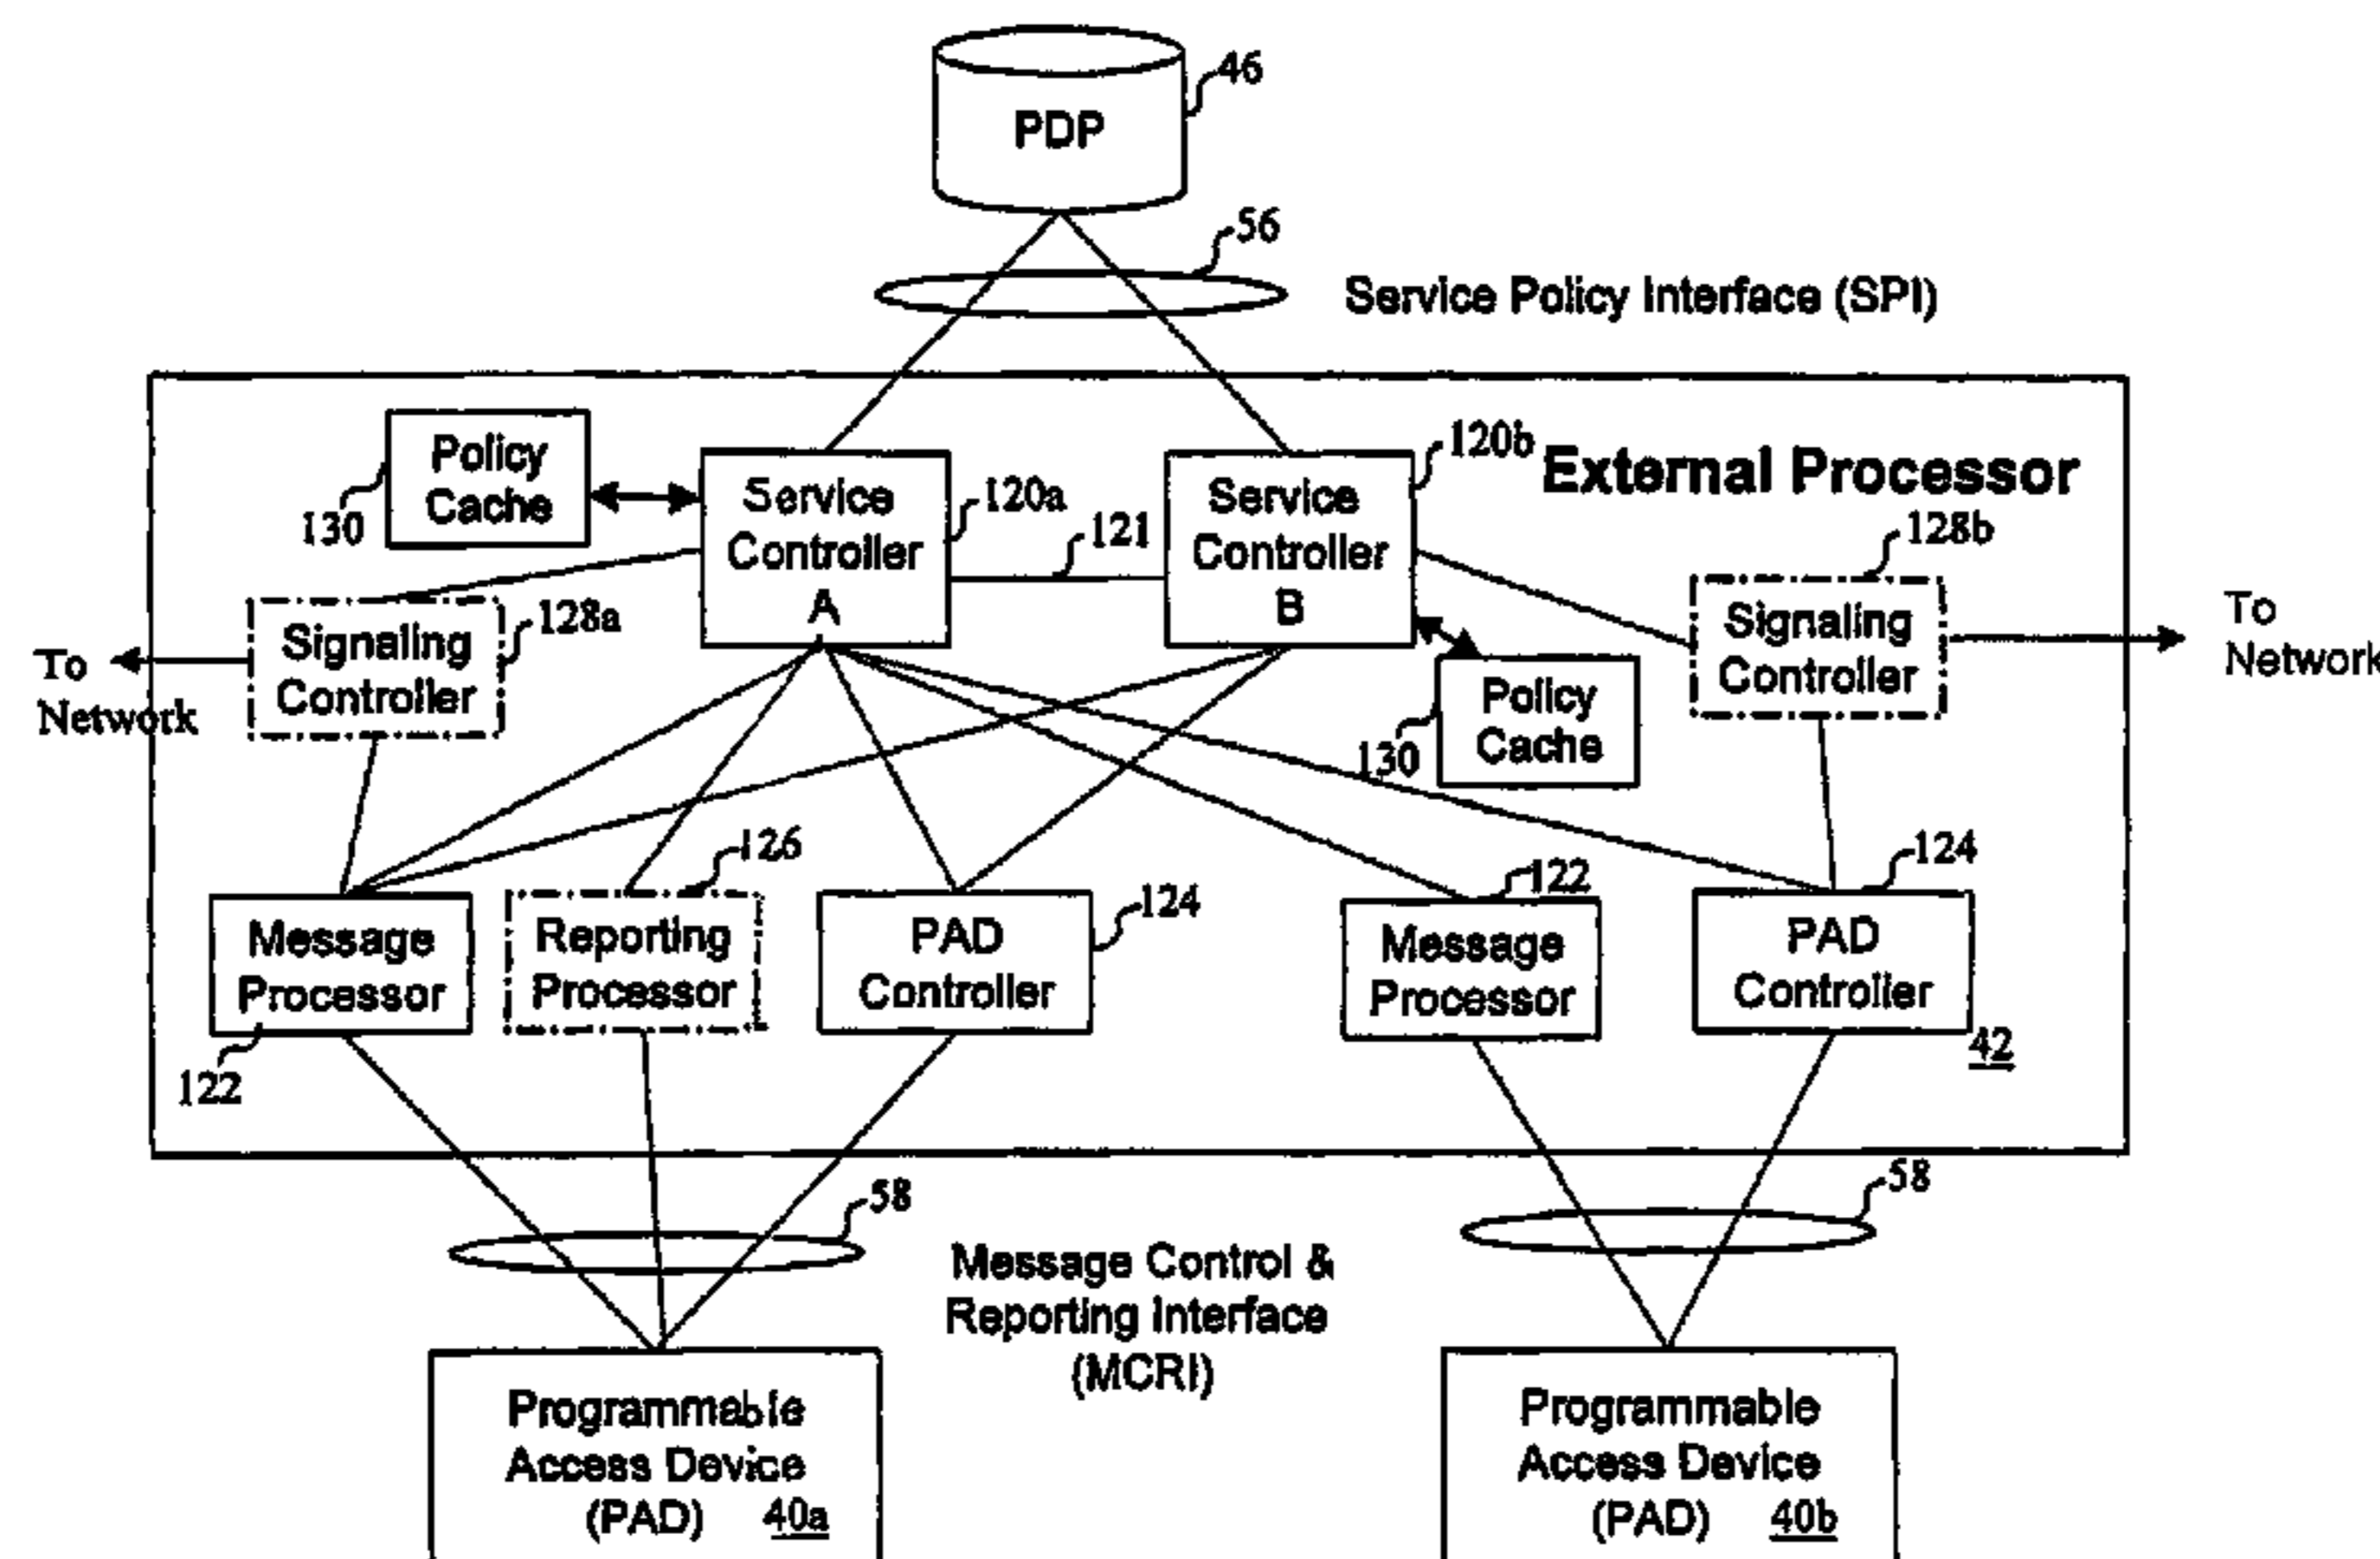 46
PDP
56
Service Policy Interface (SPI)
Policy
Cache
130
Service
Controller
A
120a
121
Service
Controller
B
120b
External Processor
128b
Signaling
Controller
To
Network
128a
Signaling
Controller
To
Network
Policy
Cache
130
Message
Processor
122
126
Reporting
Processor
PAD
Controller
124
122
Message
Processor
124
PAD
Controller
42
58
58
Message Control &
Reporting Interface
(MCRI)
Programmable
Access Device
(PAD) 40a
Programmable
Access Device
(PAD) 40b